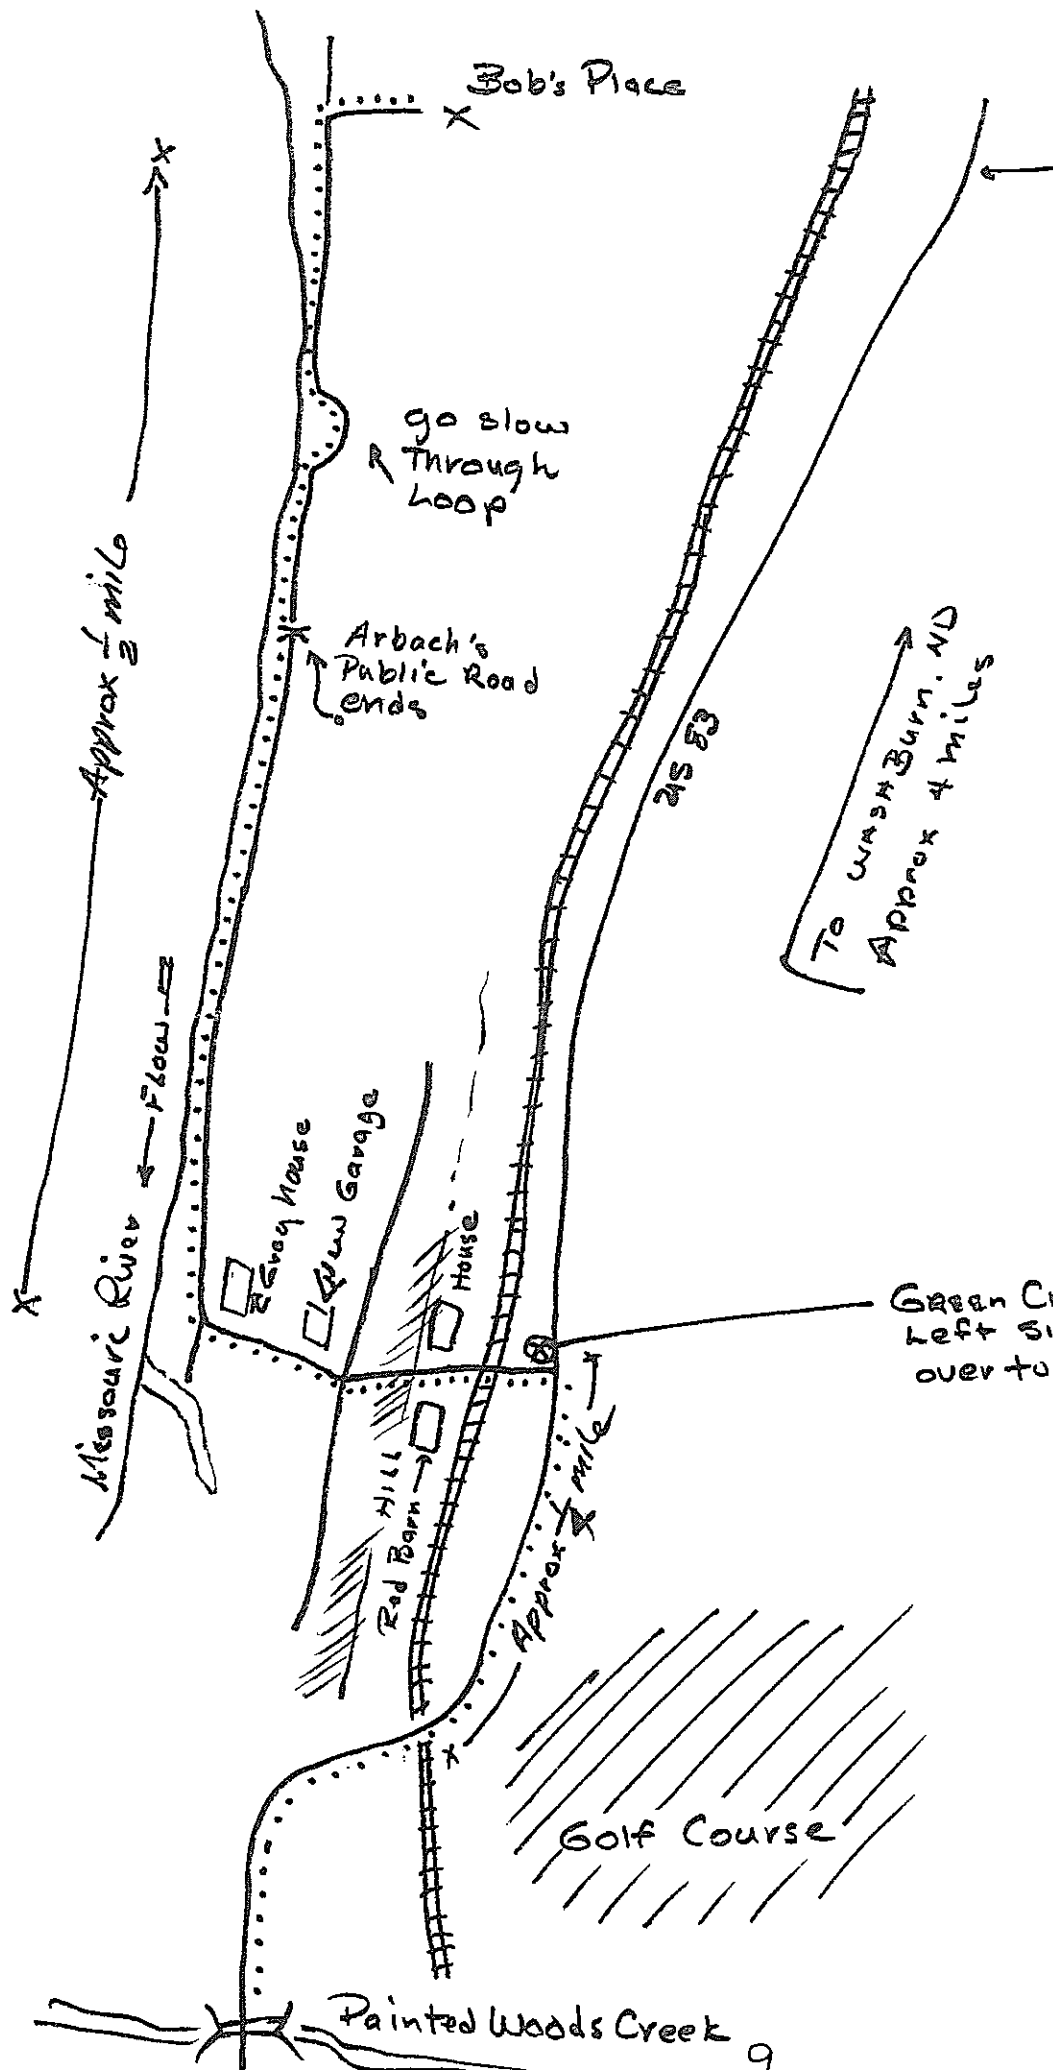 Bob's Place
X
X
go slow
Through
Loop
Approx 1/2 mile
Arbach's
Public Road
ends
US 83
To WASHBurn, ND
Approx 4 miles
Flow
Missouri River
X
Gray house
New Garage
House
Green
Left
over to
HILL
Red Barn
Approx 1/4 mile
x
x
Golf Course
Painted Woods Creek
9